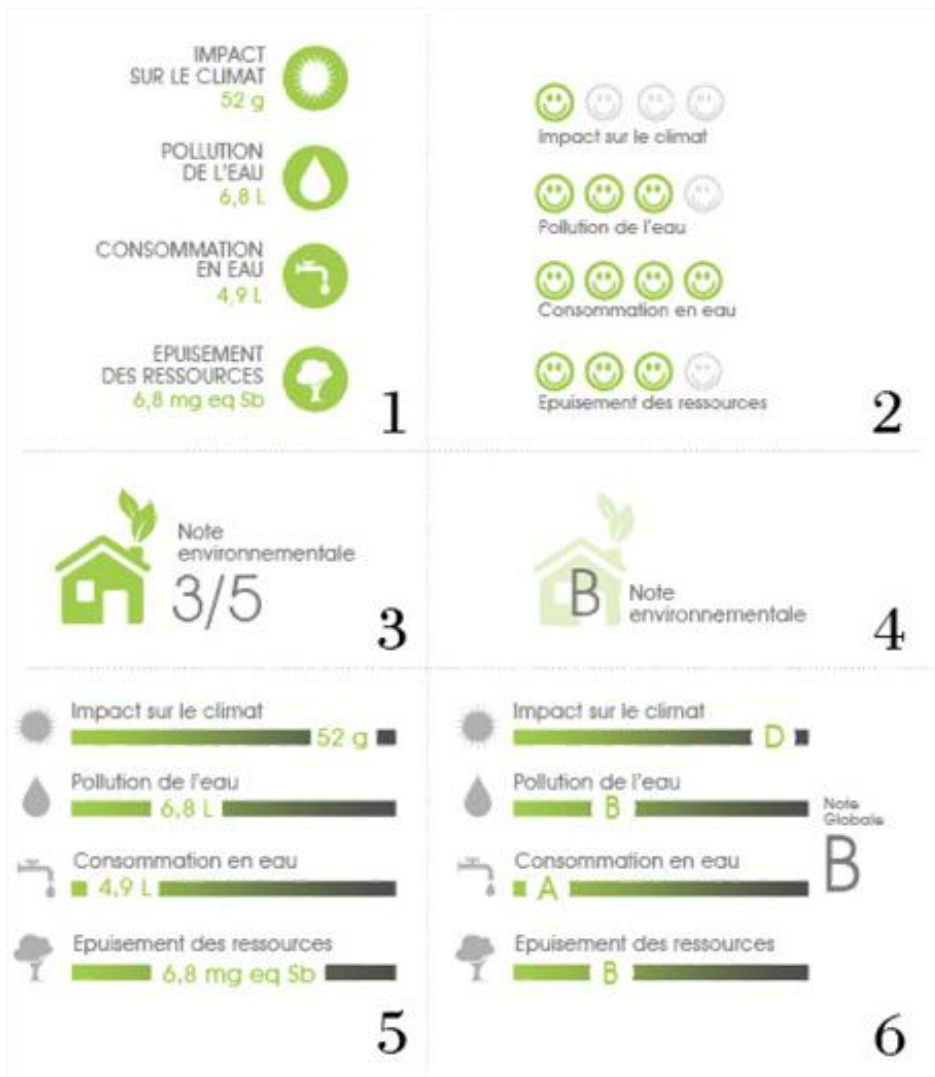 IMPACT
SUR LE CLIMAT
52 g
POLLUTION
DE L'EAU
6,8 L
CONSOMMATION
EN EAU
4,9 L
EPUISEMENT
DES RESSOURCES
6,8 mg eq Sb
1
Impact sur le climat
Pollution de l'eau
Consommation en eau
Epuisement des ressources
2
Note
environnementale
3/5
3
B
Note
environnementale
4
Impact sur le climat
52 g
Pollution de l'eau
6,8 L
Consommation en eau
4,9 L
Epuisement des ressources
6,8 mg eq Sb
5
Impact sur le climat
D
Pollution de l'eau
B
Consommation en eau
A
Epuisement des ressources
B
Note
Globale
B
6